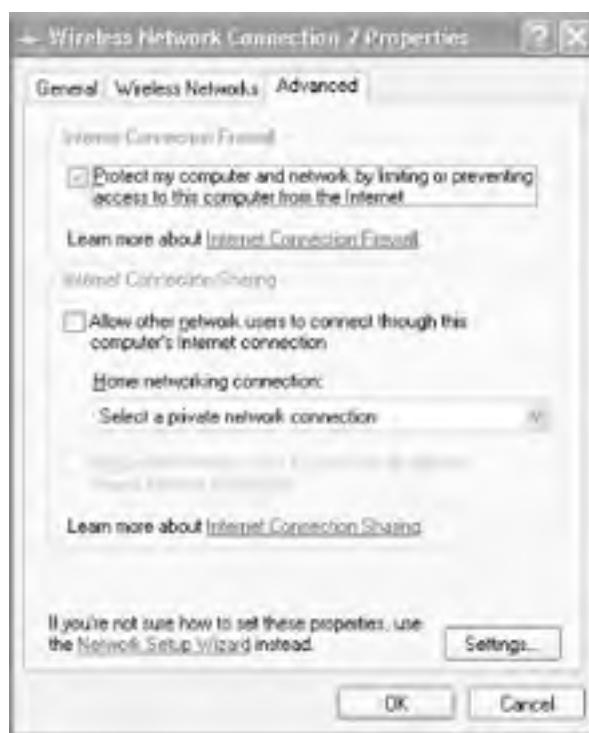 Wireless Network Connection 7 Properties
General Wireless Networks Advanced
Internet Connection Firewall
Protect my computer and network by limiting or preventing
access to this computer from the Internet
Learn more about Internet Connection Firewall.
Internet Connection Sharing
Allow other network users to connect through this
computer's Internet connection
Home networking connection:
Select a private network connection
Learn more about Internet Connection Sharing.
If you're not sure how to set these properties, use
the Network Setup Wizard instead.
Settings...
OK Cancel